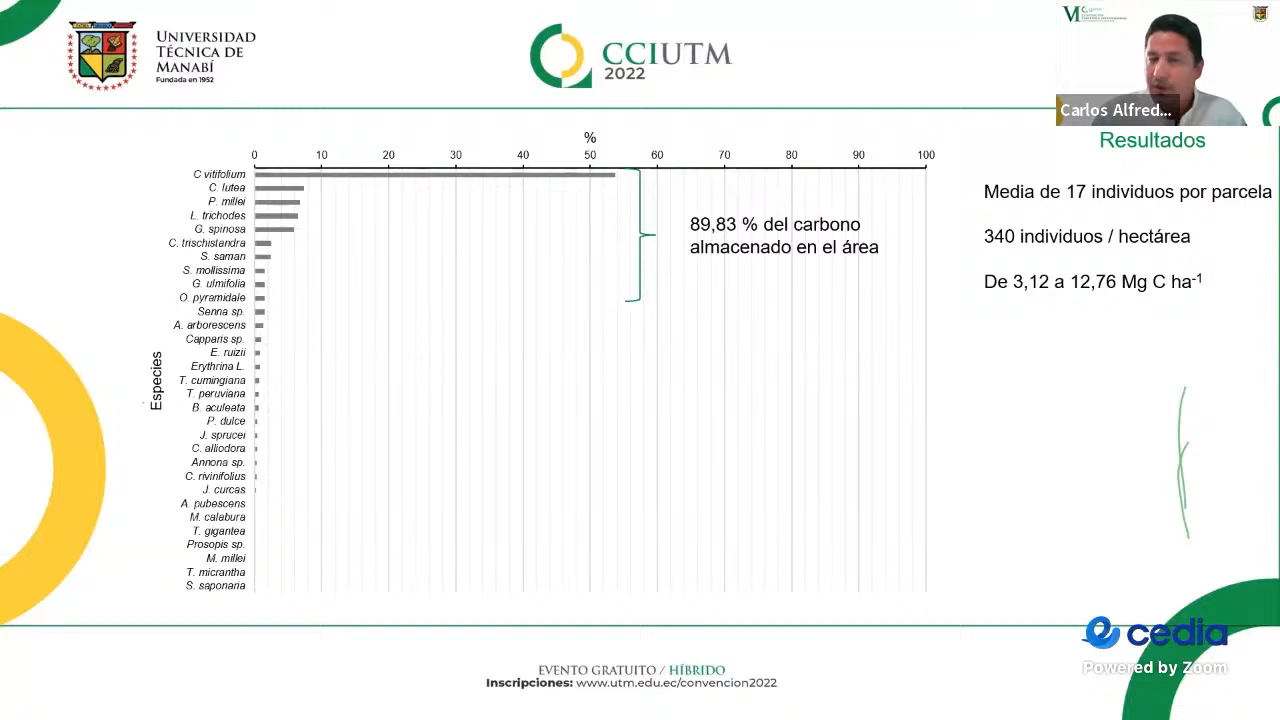 UNIVERSIDAD
TÉCNICA DE
MANABÍ
Fundada en 1952
CCIUTM
2022
Carlos Alfred...
Resultados
%
0 10 20 30 40 50 60 70 80 90 100
Especies
C vitifolium
C. lutea
P. millei
L. trichodes
G. spinosa
C. trischistandra
S. saman
S. mollissima
G. ulmifolia
O. pyramidale
Senna sp.
A. arborescens
Capparis sp.
E. ruizii
Erythrina L.
T. cumingiana
T. peruviana
B. aculeata
P. dulce
J. sprucei
C. alliodora
Annona sp.
C. rivinifolius
J. curcas
A. pubescens
M. calabura
T. gigantea
Prosopis sp.
M. millei
T. micrantha
S. saponaria
89,83 % del carbono
almacenado en el área
Media de 17 individuos por parcela
340 individuos / hectárea
De 3,12 a 12,76 Mg C ha⁻¹
cedia
Powered by Zoom
EVENTO GRATUITO / HÍBRIDO
Inscripciones: www.utm.edu.ec/convencion2022